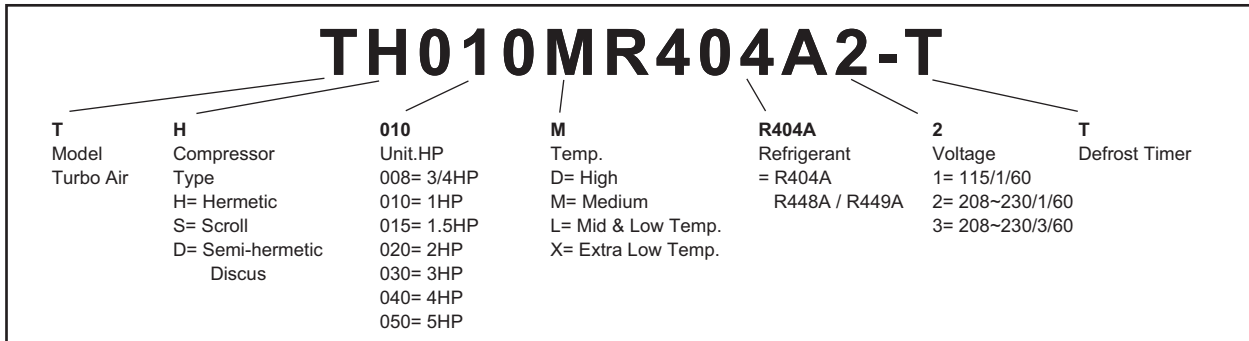 TH010MR404A2-T
T
Model
Turbo Air
H
Compressor
Type
H= Hermetic
S= Scroll
D= Semi-hermetic
Discus
010
Unit.HP
008= 3/4HP
010= 1HP
015= 1.5HP
020= 2HP
030= 3HP
040= 4HP
050= 5HP
M
Temp.
D= High
M= Medium
L= Mid & Low Temp.
X= Extra Low Temp.
R404A
Refrigerant
= R404A
R448A / R449A
2
Voltage
1= 115/1/60
2= 208~230/1/60
3= 208~230/3/60
T
Defrost Timer